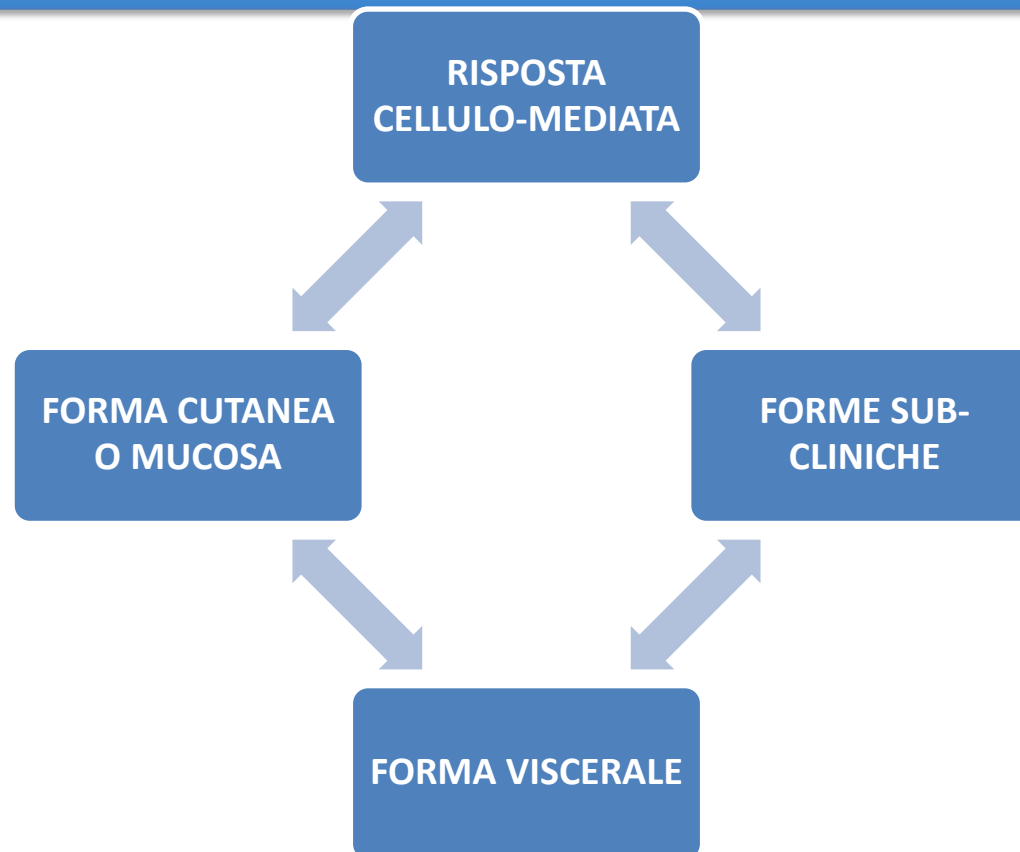 RISPOSTA
CELLULO-MEDIATA
FORMA CUTANEA
O MUCOSA
FORME SUB-
CLINICHE
FORMA VISCERALE